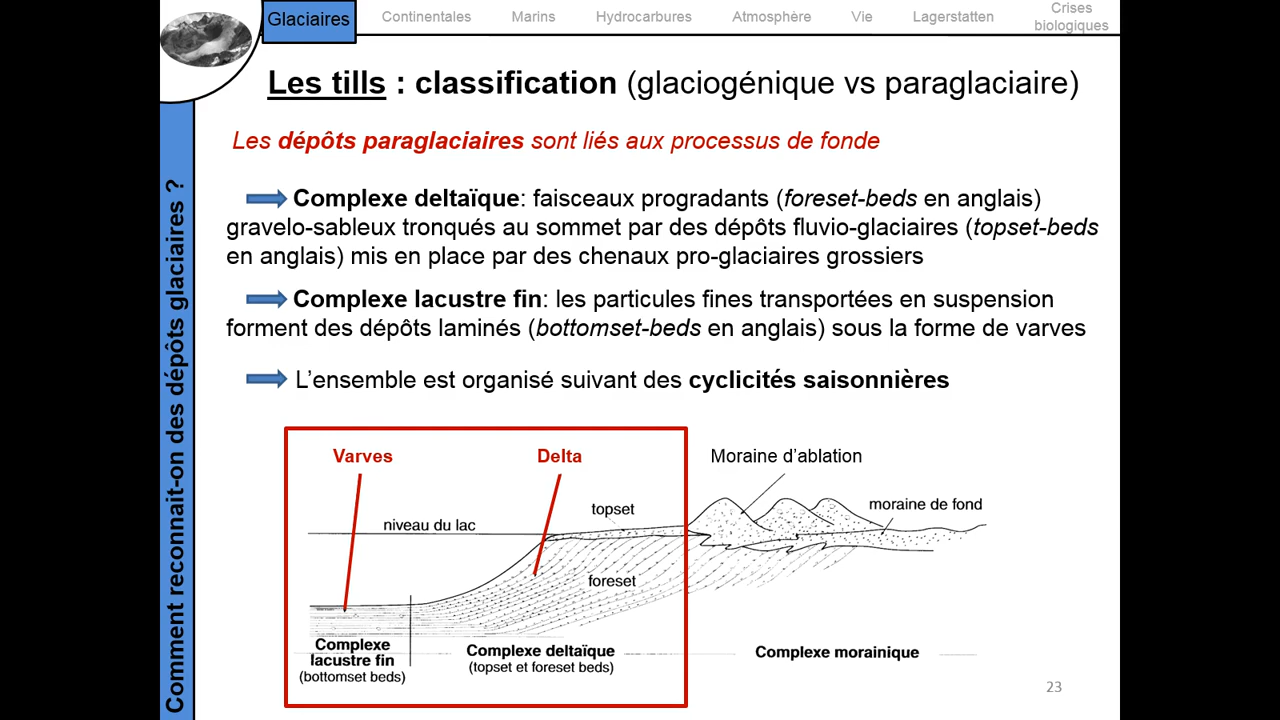 Glaciaires
Continentales
Marins
Hydrocarbures
Atmosphère
Vie
Lagerstatten
Crises
biologiques
Les tills : classification (glaciogénique vs paraglaciaire)
Les dépôts paraglaciaires sont liés aux processus de fonde
Complexe deltaïque: faisceaux progradants (foreset-beds en anglais)
gravelo-sableux tronqués au sommet par des dépôts fluvio-glaciaires (topset-beds
en anglais) mis en place par des chenaux pro-glaciaires grossiers
Complexe lacustre fin: les particules fines transportées en suspension
forment des dépôts laminés (bottomset-beds en anglais) sous la forme de varves
L'ensemble est organisé suivant des cyclicités saisonnières
Comment reconnait-on des dépôts glaciaires ?
Varves
Delta
Moraine d'ablation
niveau du lac
topset
moraine de fond
foreset
Complexe
lacustre fin
(bottomset beds)
Complexe deltaïque
(topset et foreset beds)
Complexe morainique
23